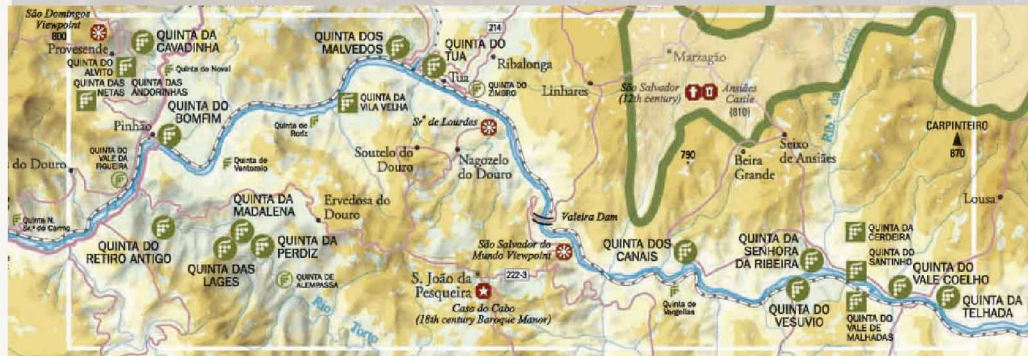 São Domingos
Viewpoint
800
Provesende
QUINTA DA
CAVADINHA
QUINTA DO
ALVITO
QUINTA DAS
NETAS
QUINTA DAS
ANDORINHAS
Quinta do Noval
Pinhão
QUINTA DO
BOMFIM
QUINTA DO
VALE DA
FIGUEIRA
do Douro
Quinta N.
Sr.ª do Carmo
QUINTA DO
RETIRO ANTIGO
QUINTA DA
MADALENA
QUINTA DAS
LAGES
QUINTA DA
PERDIZ
QUINTA DE
ALEMPASSA
Quinta de
Ventozelo
Quinta de
Roriz
QUINTA DOS
MALVEDOS
QUINTA DA
VILA VELHA
QUINTA DO
TUA
Tua
214
Ribalonga
QUINTA DO
ZIMBRO
Srª de Lourdes
Soutelo do
Douro
Nagozelo
do Douro
Ervedosa do
Douro
Rio Torto
S. João da
Pesqueira
222-3
Casa do Cabo
(18th century Baroque Manor)
São Salvador do
Mundo Viewpoint
Valeira Dam
Linhares
Marzagão
São Salvador
(12th century)
Ansiães
Castle
(810)
790
Beira
Grande
Seixo
de Ansiães
Ribª da
CARPINTEIRO
870
Lousa
QUINTA DOS
CANAIS
Quinta de
Vargellas
QUINTA DA
SENHORA
DA RIBEIRA
QUINTA DO
VESUVIO
QUINTA DA
CERDEIRA
QUINTA DO
SANTINHO
QUINTA DO
VALE DE
MALHADAS
QUINTA DO
VALE COELHO
QUINTA DA
TELHADA